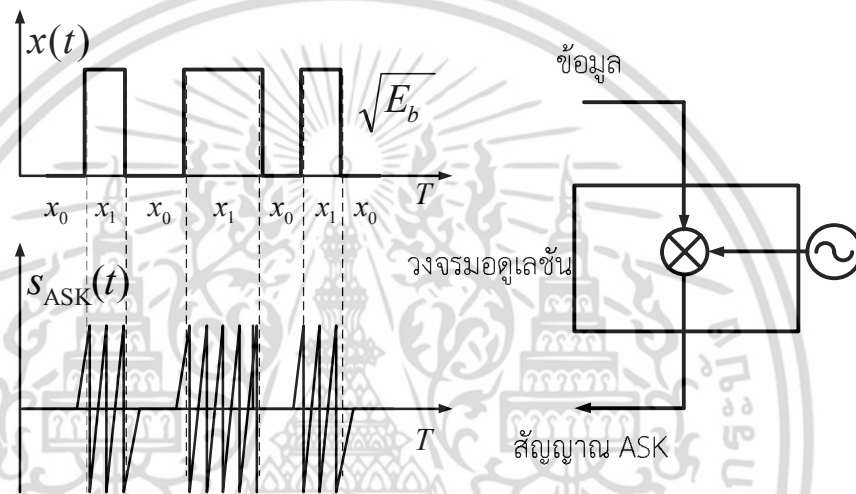 x(t)
√E_b
T
x₀ x₁ x₀ x₁ x₀ x₁ x₀
s_ASK(t)
T
ข้อมูล
วงจรมอดูเลชัน
สัญญาณ ASK